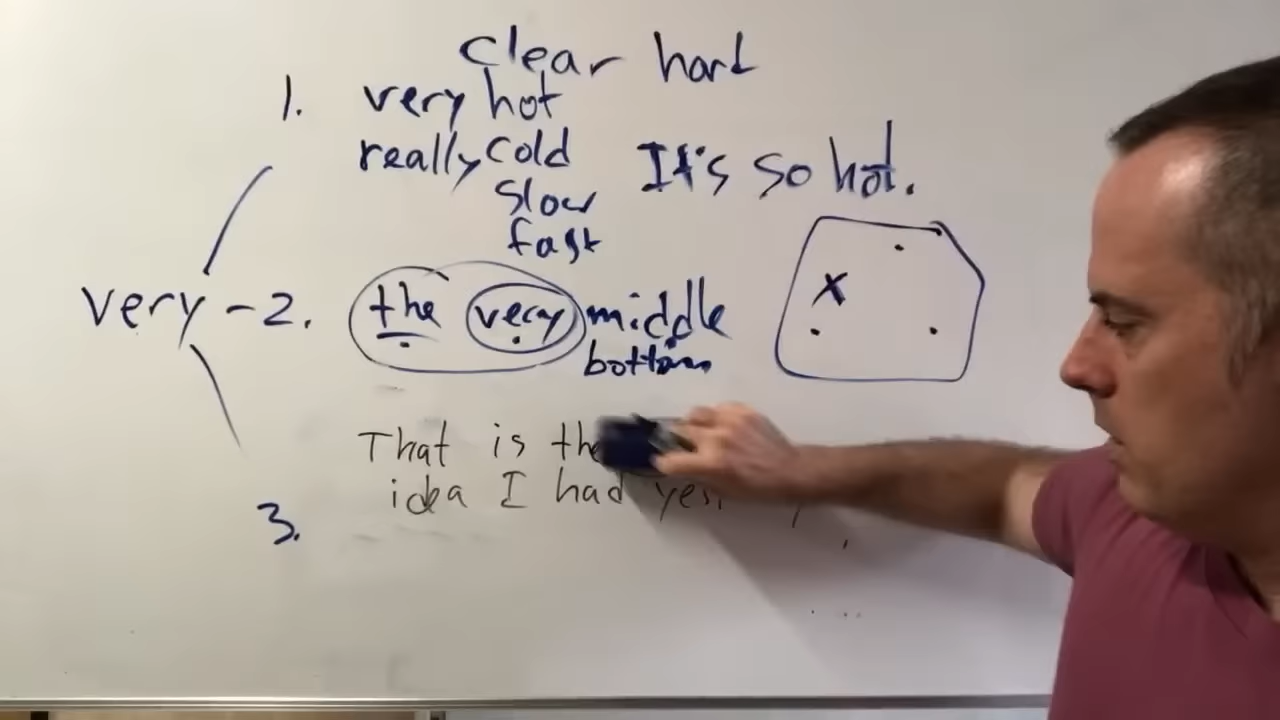 clear hard
1. very hot
really cold It's so hot.
slow
fast
very - 2. the very middle
bottom
x
That is the
idea I had yes
3.